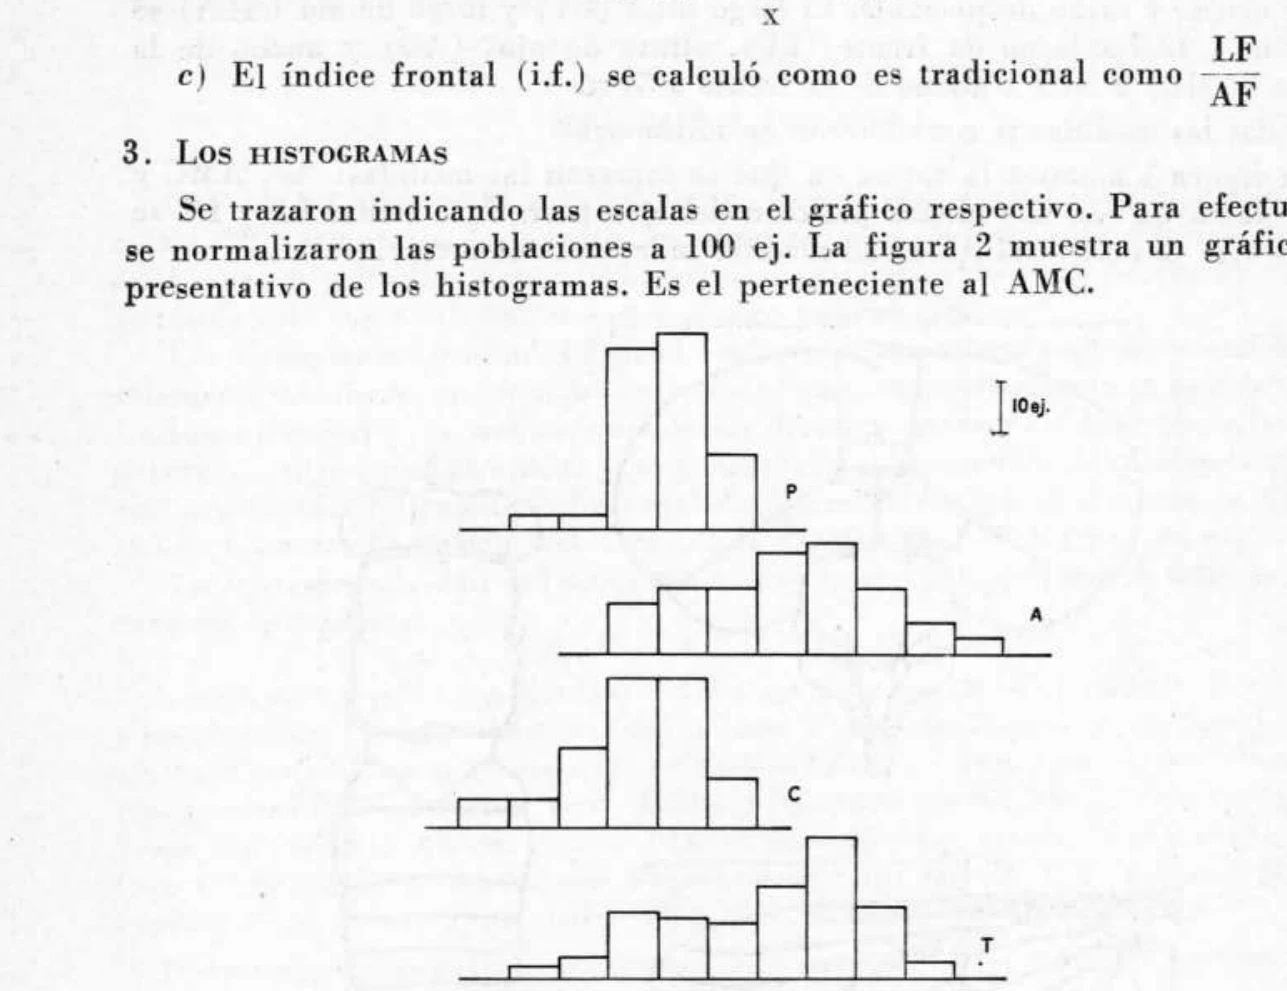 x
c) El índice frontal (i.f.) se calculó como es tradicional como LF
AF
3. Los histogramas
Se trazaron indicando las escalas en el gráfico respectivo. Para efectu
se normalizaron las poblaciones a 100 ej. La figura 2 muestra un gráfic
presentativo de los histogramas. Es el perteneciente al AMC.
10 ej.
P
A
C
T